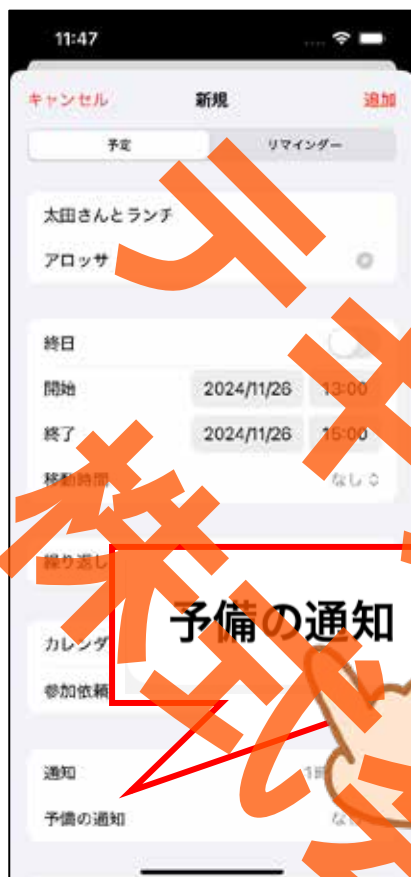 11:47
キャンセル 新規 追加
予定 リマインダー
太田さんとランチ
アロッサ
終日
開始 2024/11/26 13:00
終了 2024/11/26 15:00
移動時間 なし
繰り返し
予備の通知
カレンダ
参加依頼
通知
予備の通知
テキ
株式会